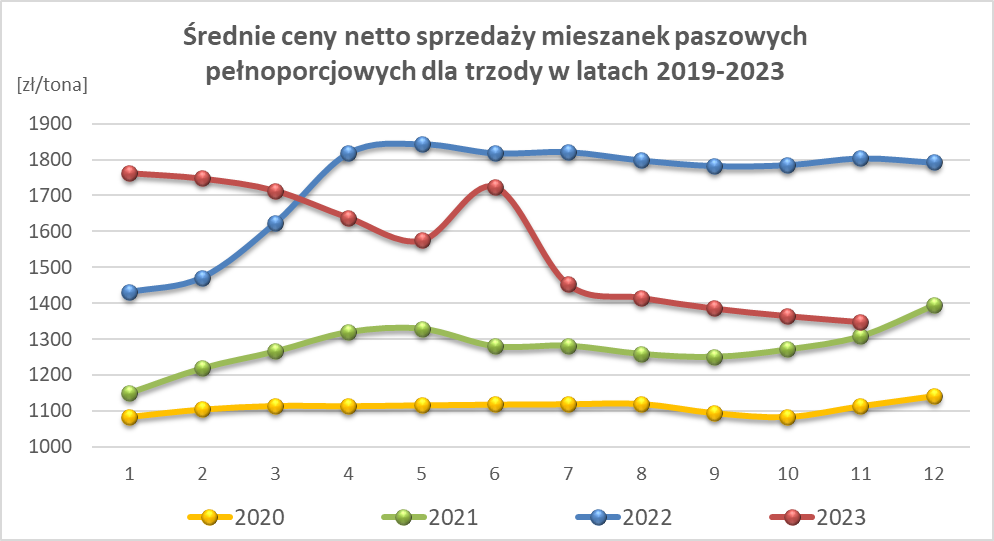 Średnie ceny netto sprzedaży mieszanek paszowych
pełnoporcjowych dla trzody w latach 2019-2023
[zł/tona]
1900
1800
1700
1600
1500
1400
1300
1200
1100
1000
1 2 3 4 5 6 7 8 9 10 11 12
2020 2021 2022 2023